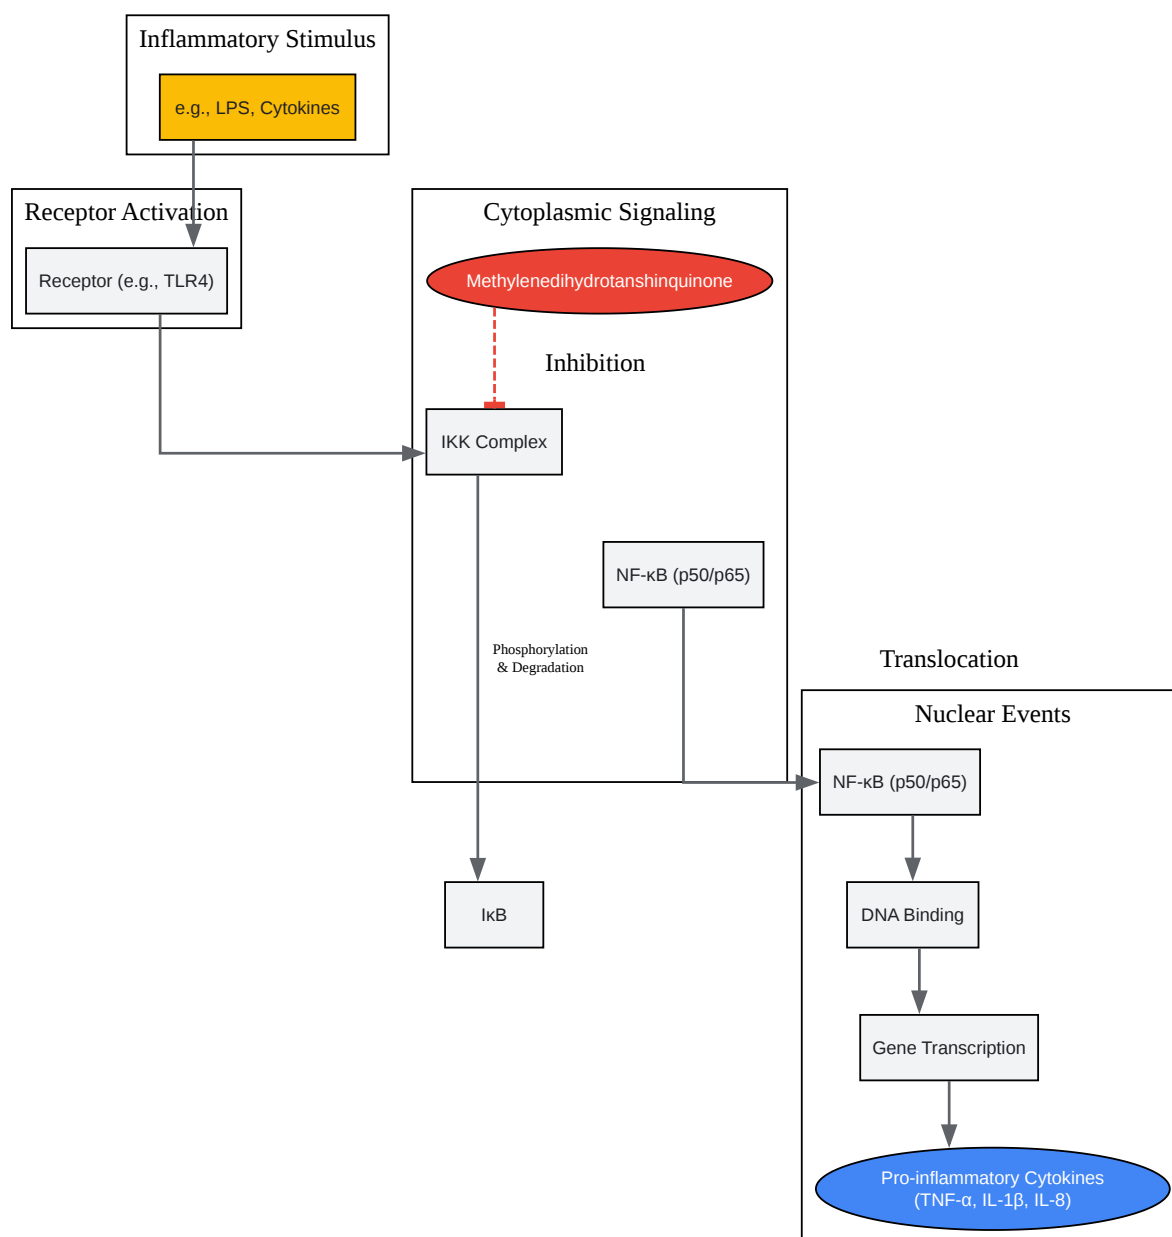 Inflammatory Stimulus
e.g., LPS, Cytokines
Receptor Activation
Receptor (e.g., TLR4)
Cytoplasmic Signaling
Methylenedihydrotanshinquinone
Inhibition
IKK Complex
NF-κB (p50/p65)
Phosphorylation
& Degradation
IκB
Translocation
Nuclear Events
NF-κB (p50/p65)
DNA Binding
Gene Transcription
Pro-inflammatory Cytokines
(TNF-α, IL-1β, IL-8)